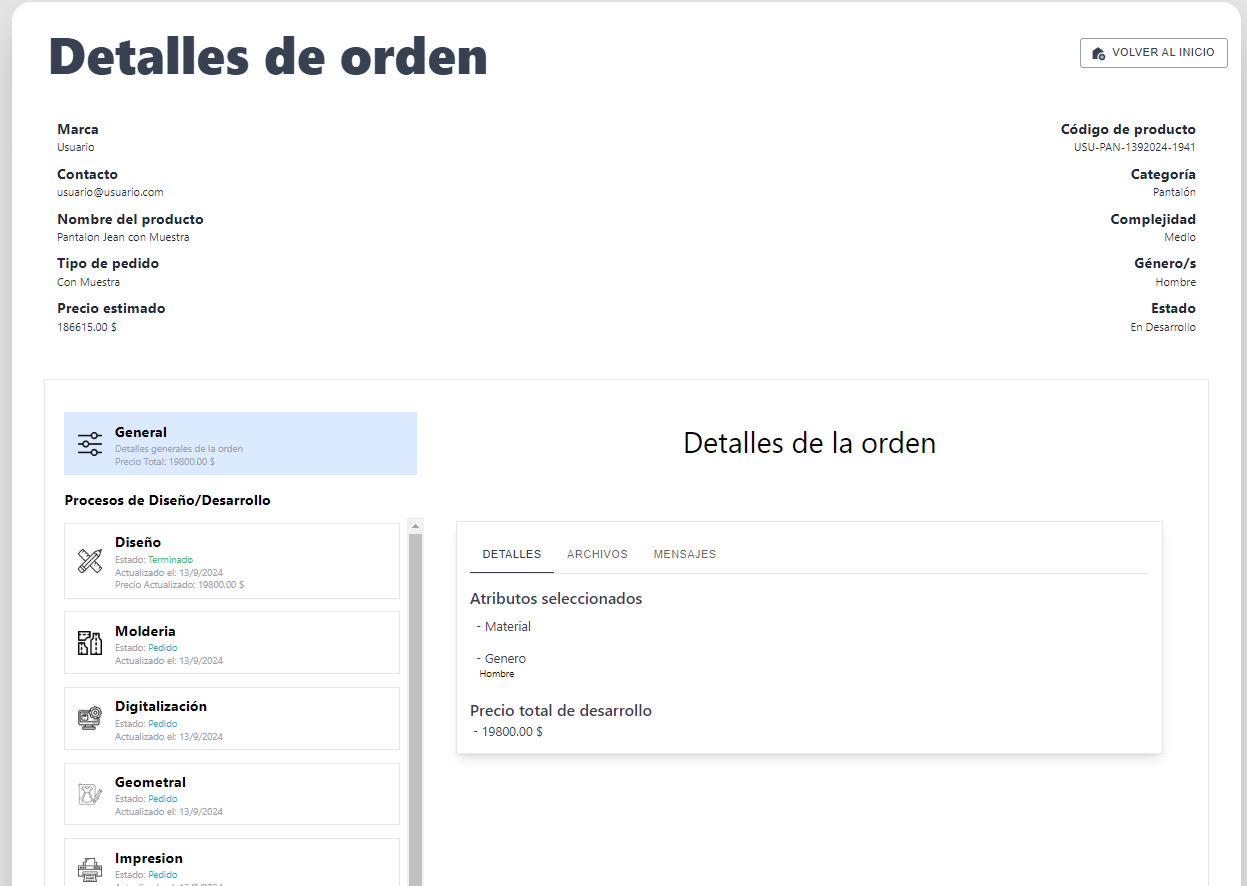 Detalles de orden
VOLVER AL INICIO
Marca
Usuario
Contacto
usuario@usuario.com
Nombre del producto
Pantalon Jean con Muestra
Tipo de pedido
Con Muestra
Precio estimado
186615.00 $
Código de producto
USU-PAN-1392024-1941
Categoría
Pantalón
Complejidad
Medio
Género/s
Hombre
Estado
En Desarrollo
General
Detalles generales de la orden
Precio Total: 19800.00 $
Procesos de Diseño/Desarrollo
Diseño
Estado: Terminado
Actualizado el: 13/9/2024
Precio Actualizado: 19800.00 $
Molderia
Estado: Pedido
Actualizado el: 13/9/2024
Digitalización
Estado: Pedido
Actualizado el: 13/9/2024
Geometral
Estado: Pedido
Actualizado el: 13/9/2024
Impresion
Estado: Pedido
Actualizado el: 13/9/2024
Detalles de la orden
DETALLES ARCHIVOS MENSAJES
Atributos seleccionados
- Material
- Genero
Hombre
Precio total de desarrollo
- 19800.00 $